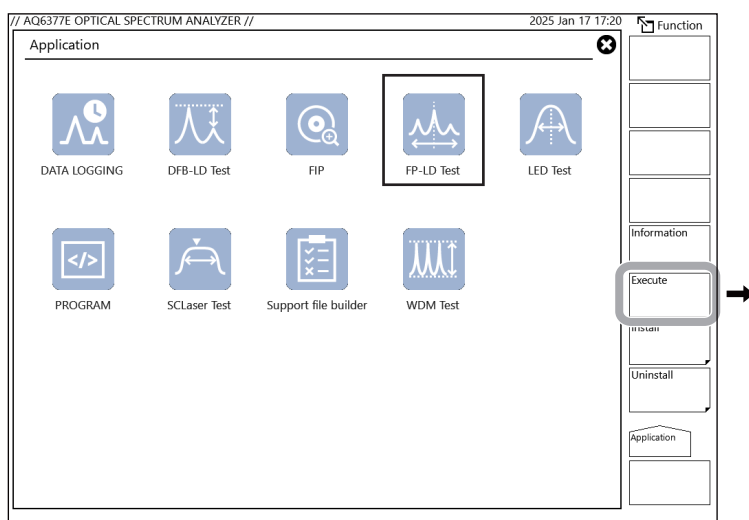 // AQ6377E OPTICAL SPECTRUM ANALYZER // 2025 Jan 17 17:20
Function
Application
DATA LOGGING DFB-LD Test FIP FP-LD Test LED Test
Information
Execute
PROGRAM SCLaser Test Support file builder WDM Test
Install
Uninstall
Application